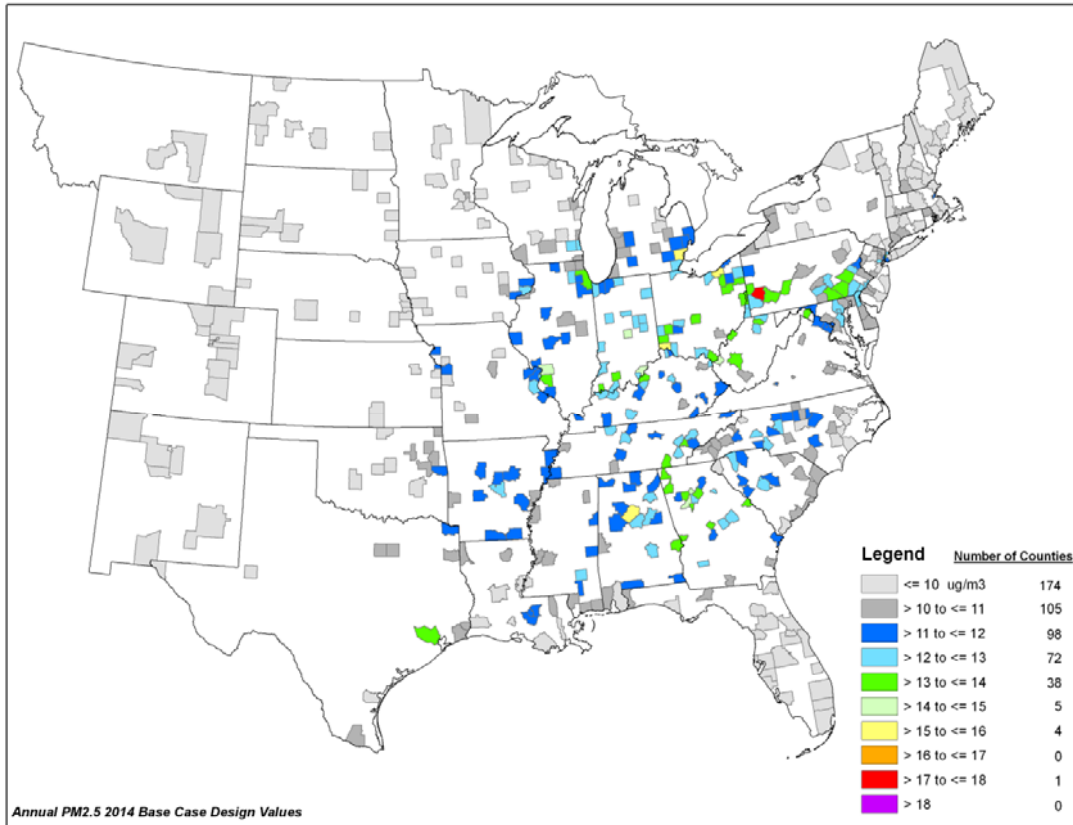 Legend Number of Counties
<= 10 ug/m3 174
> 10 to <= 11 105
> 11 to <= 12 98
> 12 to <= 13 72
> 13 to <= 14 38
> 14 to <= 15 5
> 15 to <= 16 4
> 16 to <= 17 0
> 17 to <= 18 1
> 18 0
Annual PM2.5 2014 Base Case Design Values